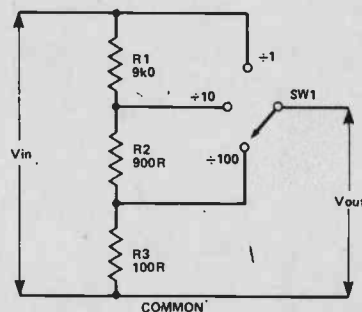 R1
9k0
÷1
÷10
SW1
Vin
R2
900R
÷100
Vout
R3
100R
COMMON